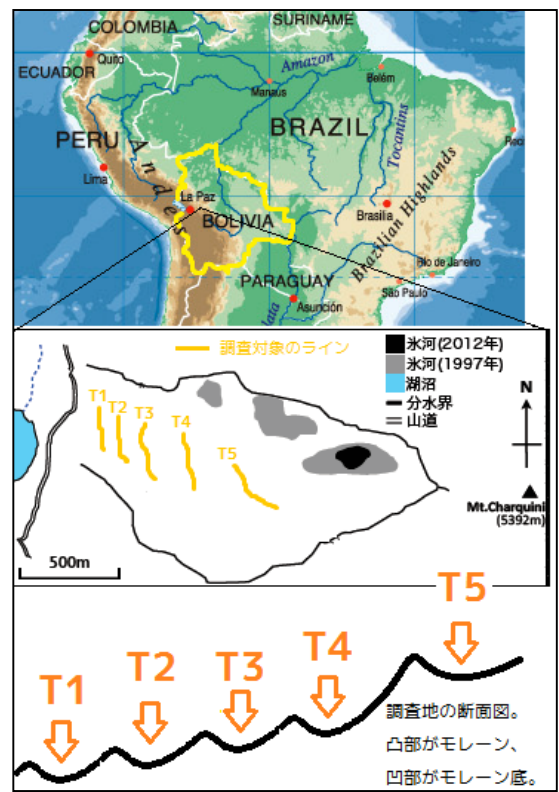 COLOMBIA
SURINAME
Quito
ECUADOR
Amazon
Belém
Manaus
PERU
BRAZIL
Tocantins
Rec
Andes
Lima
La Paz
BOLIVIA
Brasilia
Brazilian Highlands
PARAGUAY
Rio de Janeiro
São Paulo
Asunción
lata
調査対象のライン
氷河(2012年)
氷河(1997年)
湖沼
分水界
山道
N
T1
T2
T3
T4
T5
Mt.Charquini
(5392m)
500m
T5
T4
T3
T2
T1
調査地の断面図。
凸部がモレーン、
凹部がモレーン底。